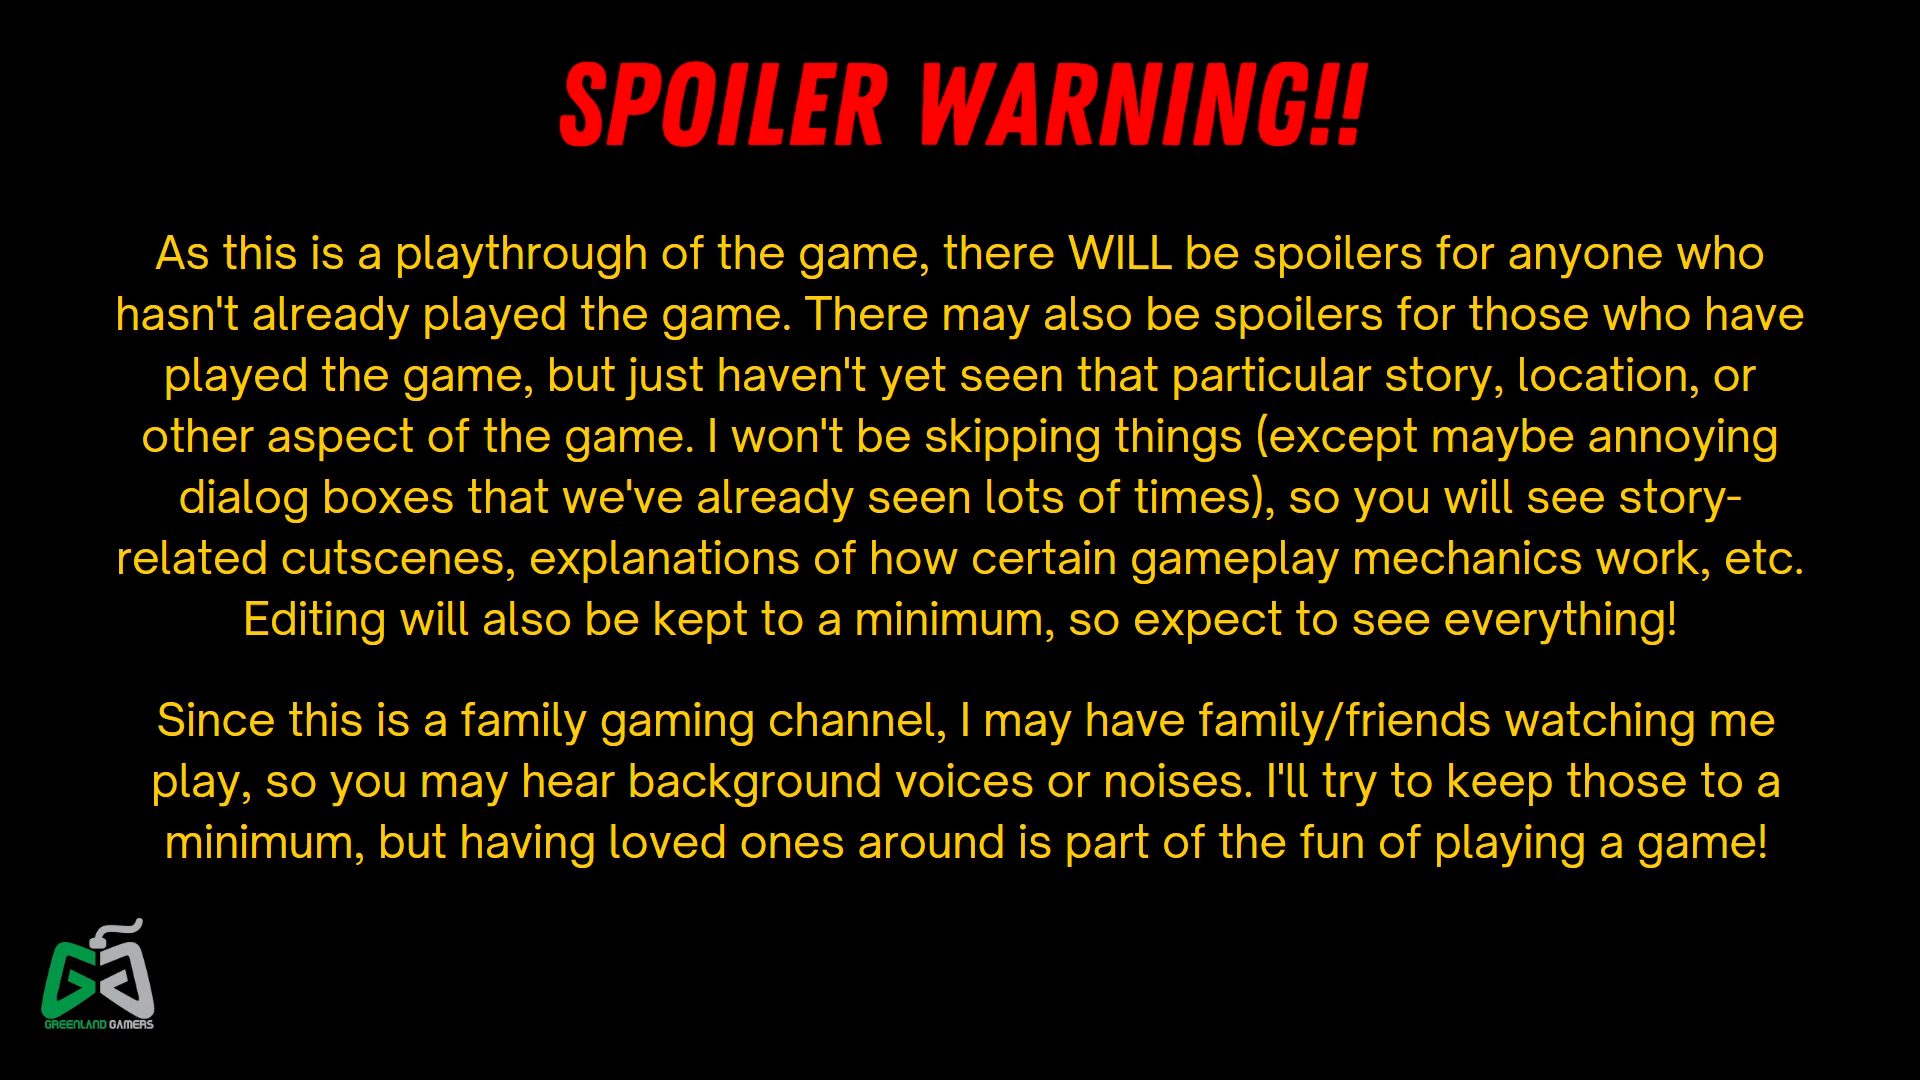 SPOILER WARNING!!
As this is a playthrough of the game, there WILL be spoilers for anyone who
hasn't already played the game. There may also be spoilers for those who have
played the game, but just haven't yet seen that particular story, location, or
other aspect of the game. I won't be skipping things (except maybe annoying
dialog boxes that we've already seen lots of times), so you will see story-
related cutscenes, explanations of how certain gameplay mechanics work, etc.
Editing will also be kept to a minimum, so expect to see everything!
Since this is a family gaming channel, I may have family/friends watching me
play, so you may hear background voices or noises. I'll try to keep those to a
minimum, but having loved ones around is part of the fun of playing a game!
GG
GREENLAND GAMERS